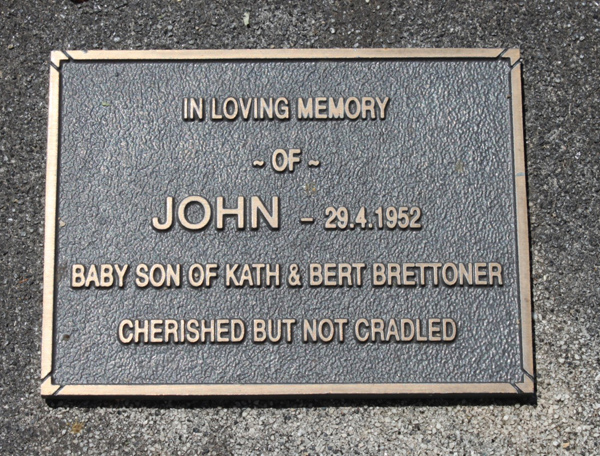 IN LOVING MEMORY
~ OF ~
JOHN - 29.4.1952
BABY SON OF KATH & BERT BRETTONER
CHERISHED BUT NOT CRADLED